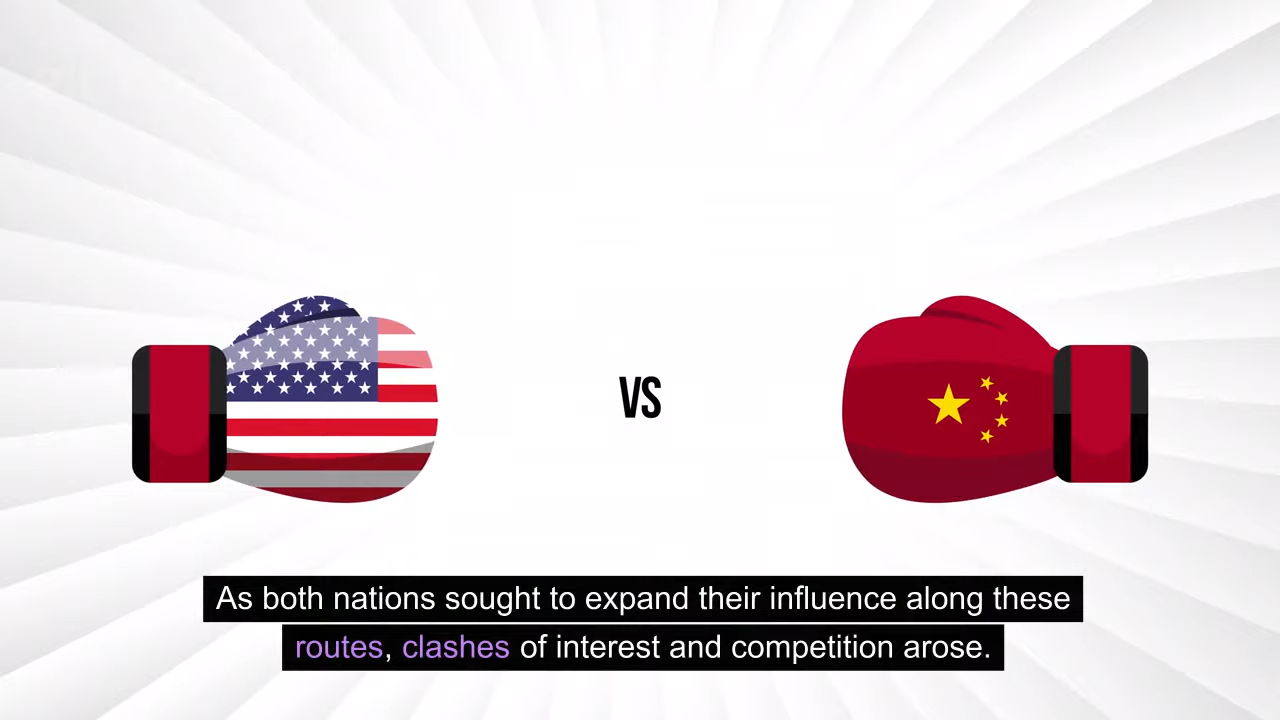 VS
As both nations sought to expand their influence along these
routes, clashes of interest and competition arose.